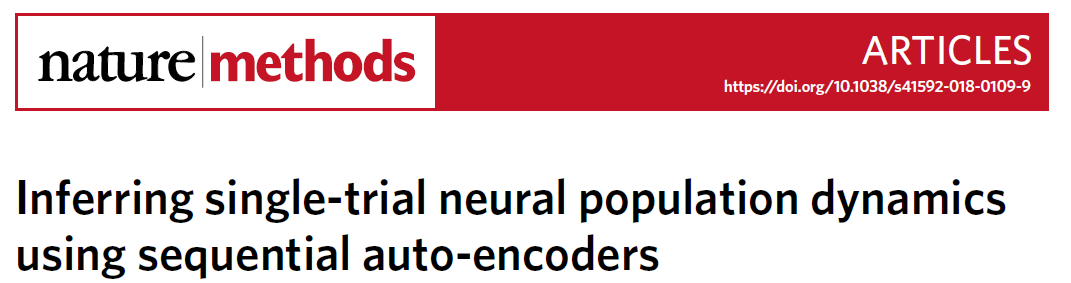 nature methods
ARTICLES
https://doi.org/10.1038/s41592-018-0109-9
Inferring single-trial neural population dynamics
using sequential auto-encoders